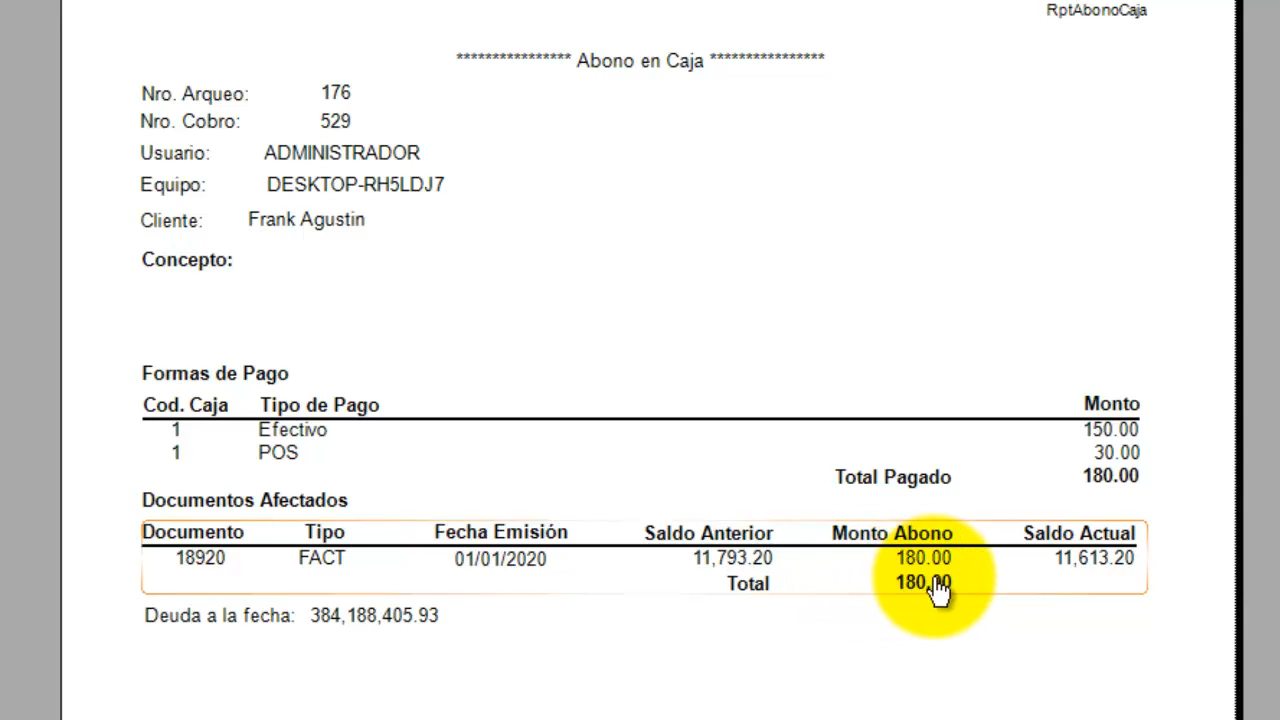 RptAbonoCaja
**************** Abono en Caja ****************
Nro. Arqueo: 176
Nro. Cobro: 529
Usuario: ADMINISTRADOR
Equipo: DESKTOP-RH5LDJ7
Cliente: Frank Agustin
Concepto:
Formas de Pago
Cod. Caja Tipo de Pago Monto
1 Efectivo 150.00
1 POS 30.00
Total Pagado 180.00
Documentos Afectados
Documento Tipo Fecha Emisión Saldo Anterior Monto Abono Saldo Actual
18920 FACT 01/01/2020 11,793.20 180.00 11,613.20
Total 180.00
Deuda a la fecha: 384,188,405.93